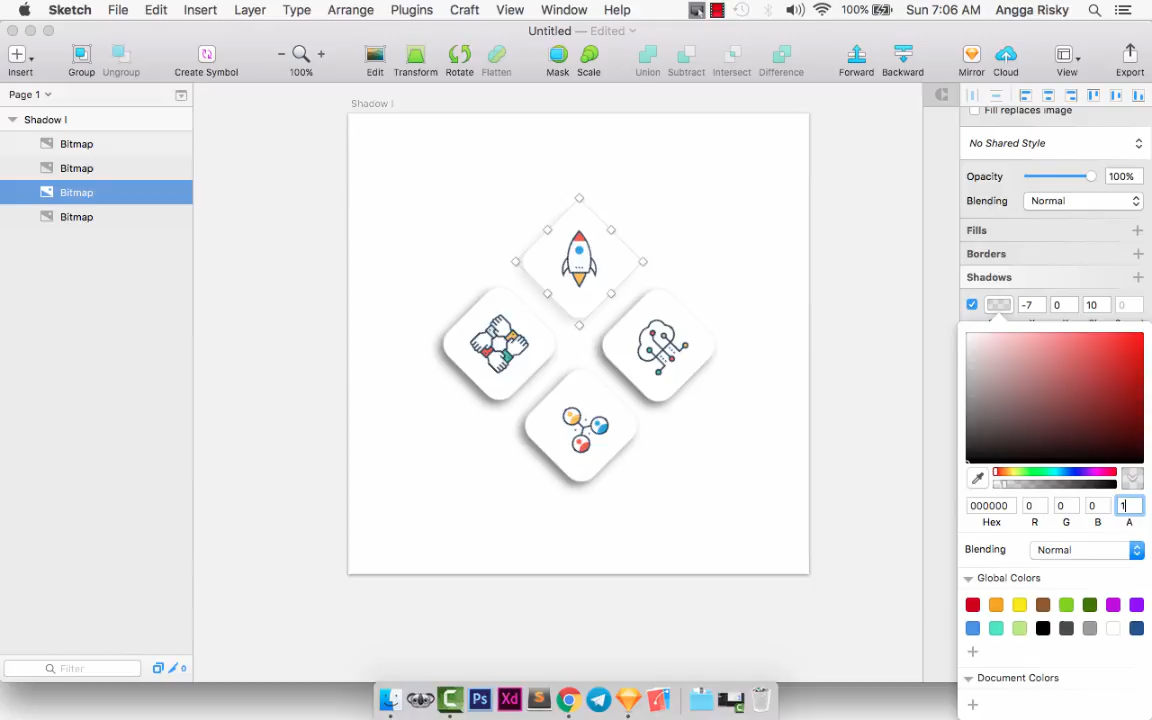 Sketch File Edit Insert Layer Type Arrange Plugins Craft View Window Help 100% Sun 7:06 AM Angga Risky
Untitled — Edited
Insert Group Ungroup Create Symbol 100% Edit Transform Rotate Flatten Mask Scale Union Subtract Intersect Difference Forward Backward Mirror Cloud View Export
Page 1
Shadow I
Bitmap
Bitmap
Bitmap
Bitmap
Filter 0
Shadow I
Fill replaces image
No Shared Style
Opacity 100%
Blending Normal
Fills
Borders
Shadows
-7 0 10 0
000000 0 0 0 1
Hex R G B A
Blending Normal
Global Colors
Document Colors
Ps Xd S